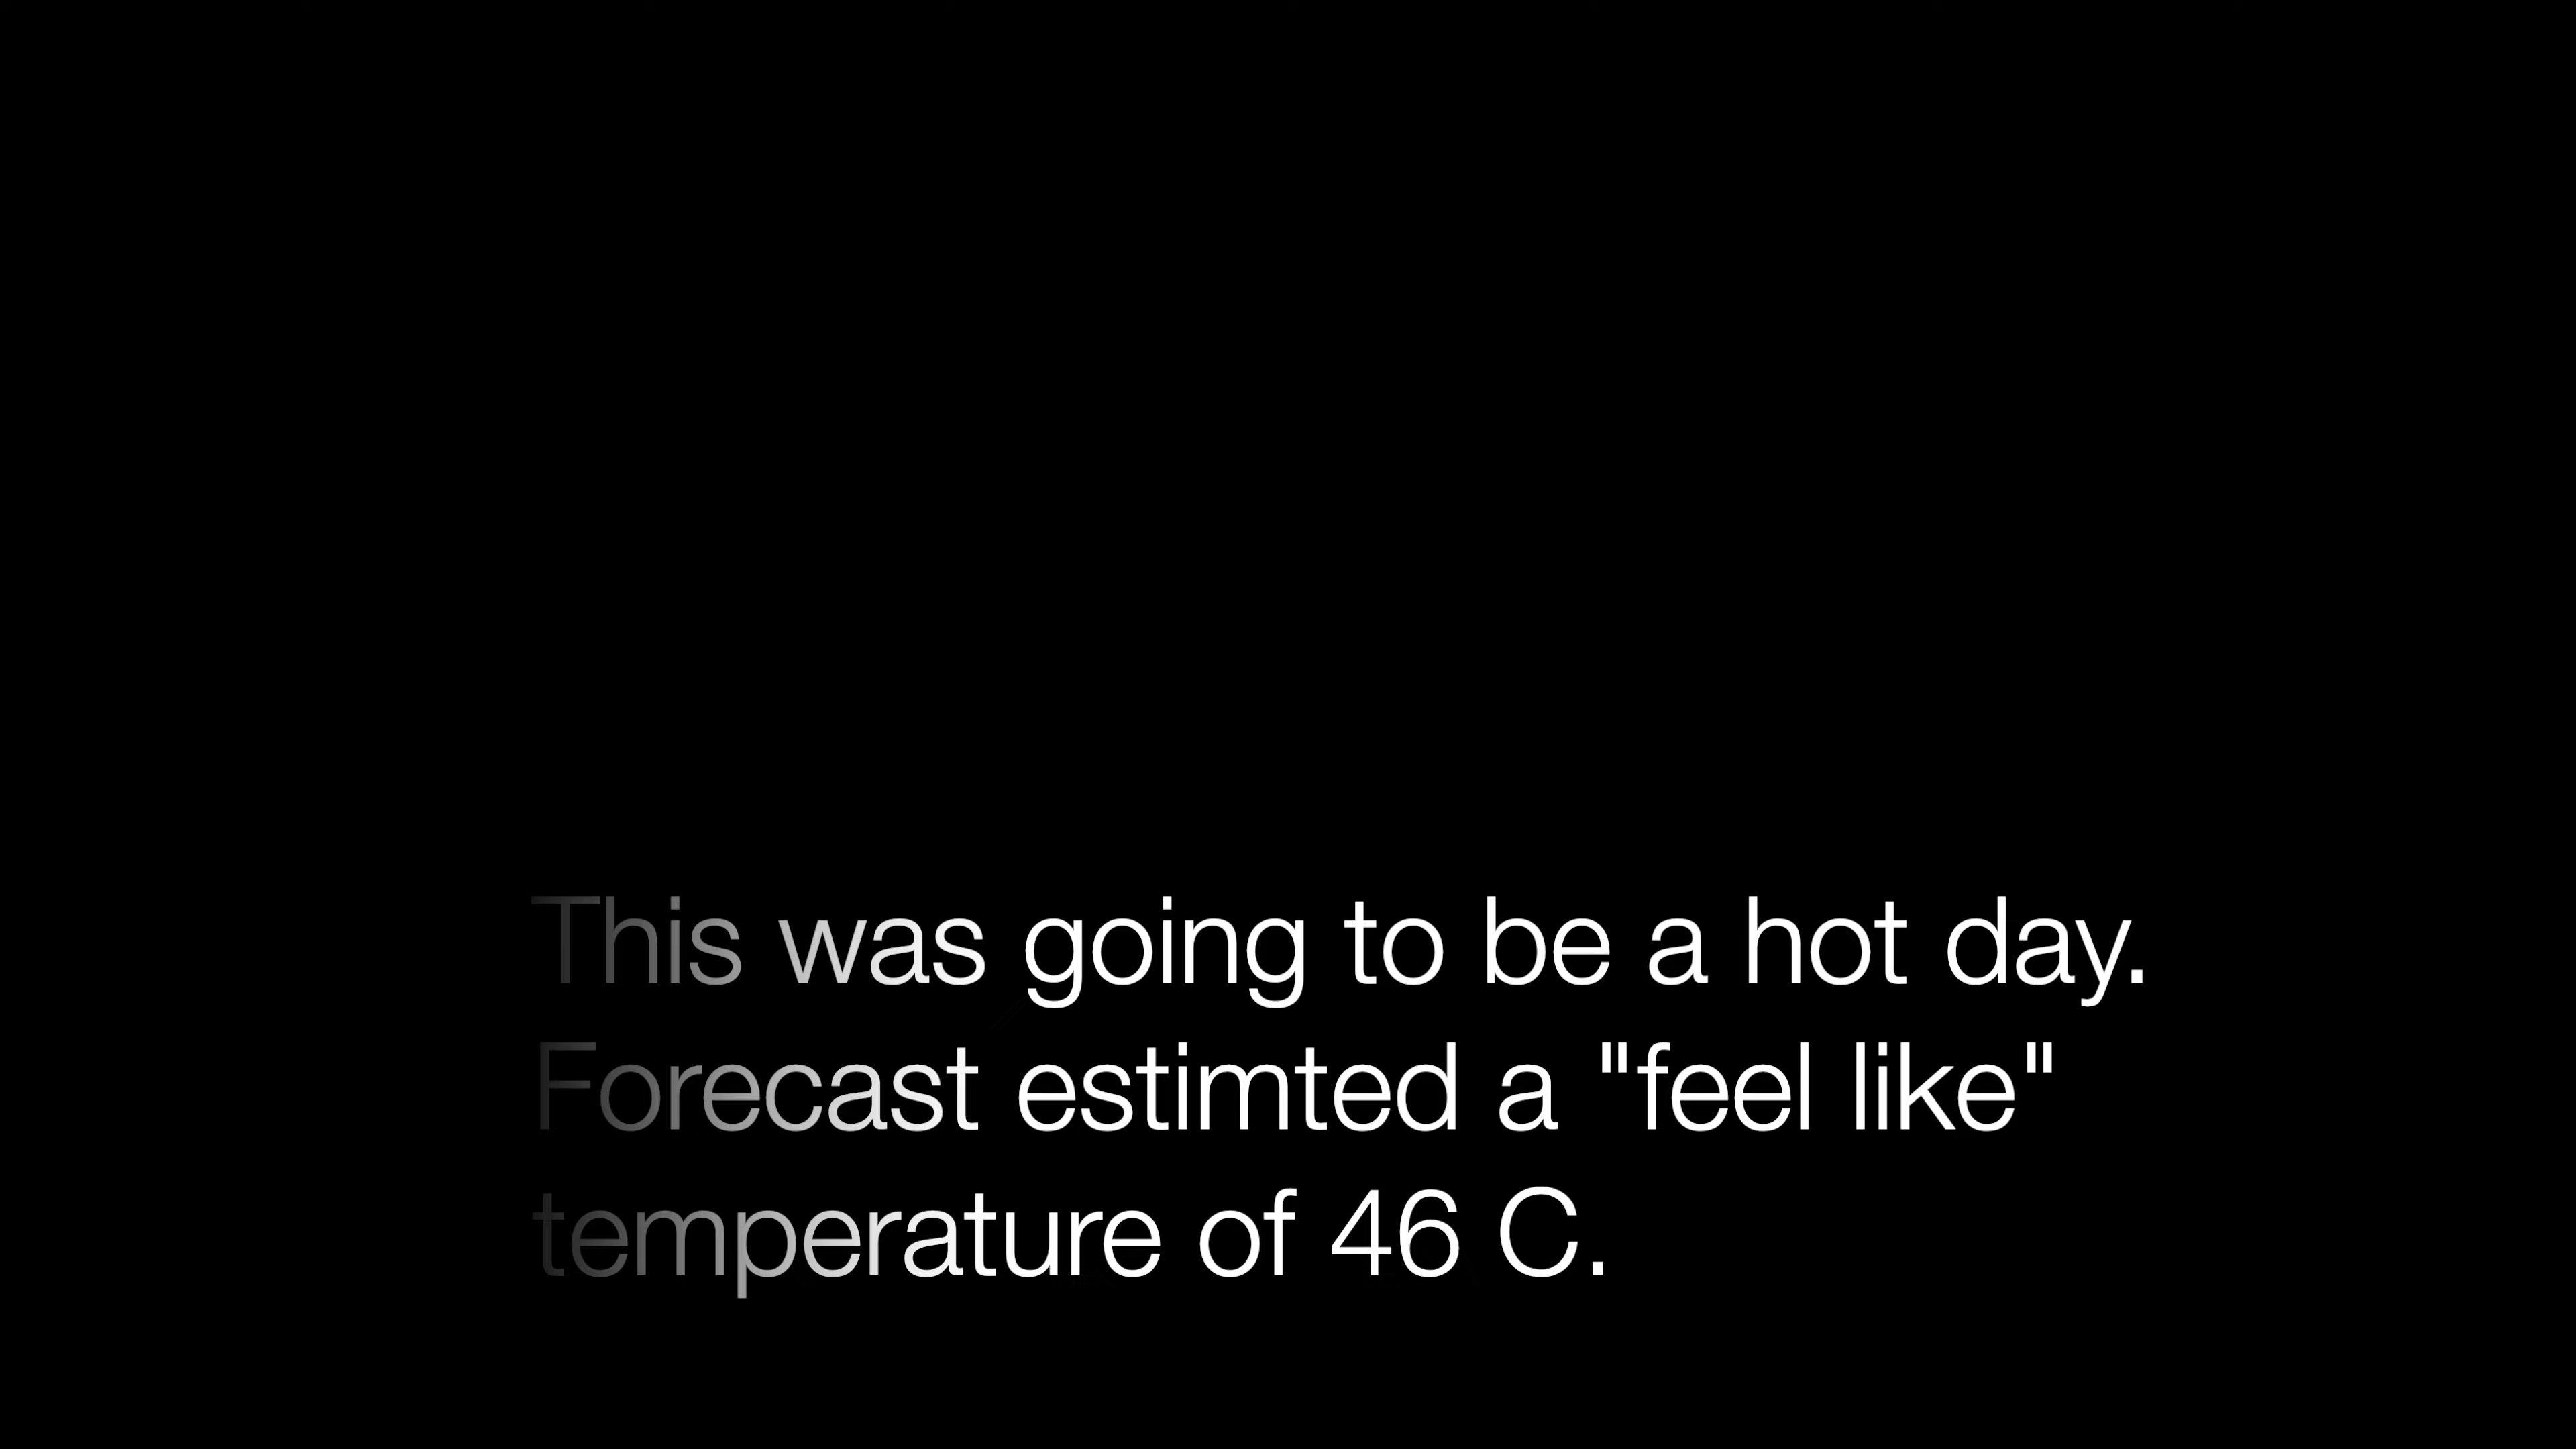 This was going to be a hot day.
Forecast estimted a "feel like"
temperature of 46 C.